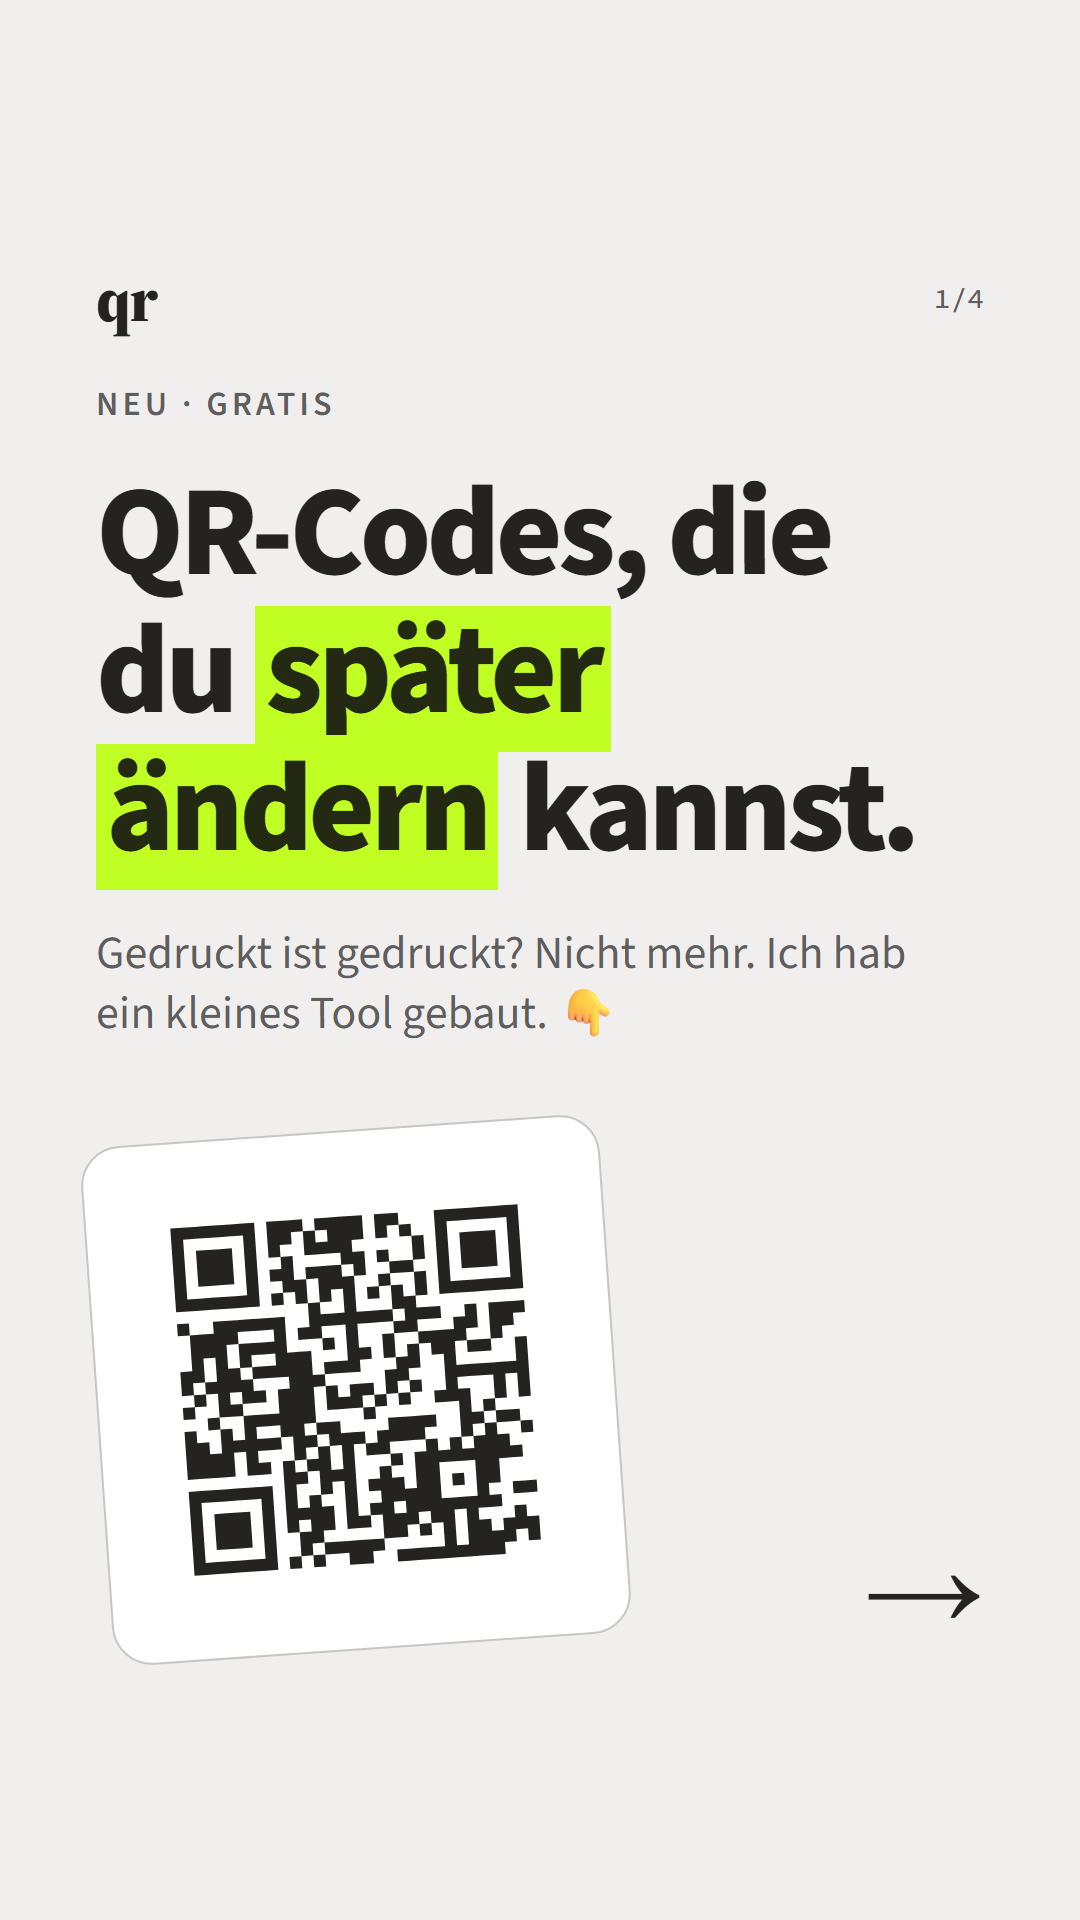 qr
1/4
NEU · GRATIS
QR-Codes, die
du später
ändern kannst.
Gedruckt ist gedruckt? Nicht mehr. Ich hab
ein kleines Tool gebaut. 👇
→